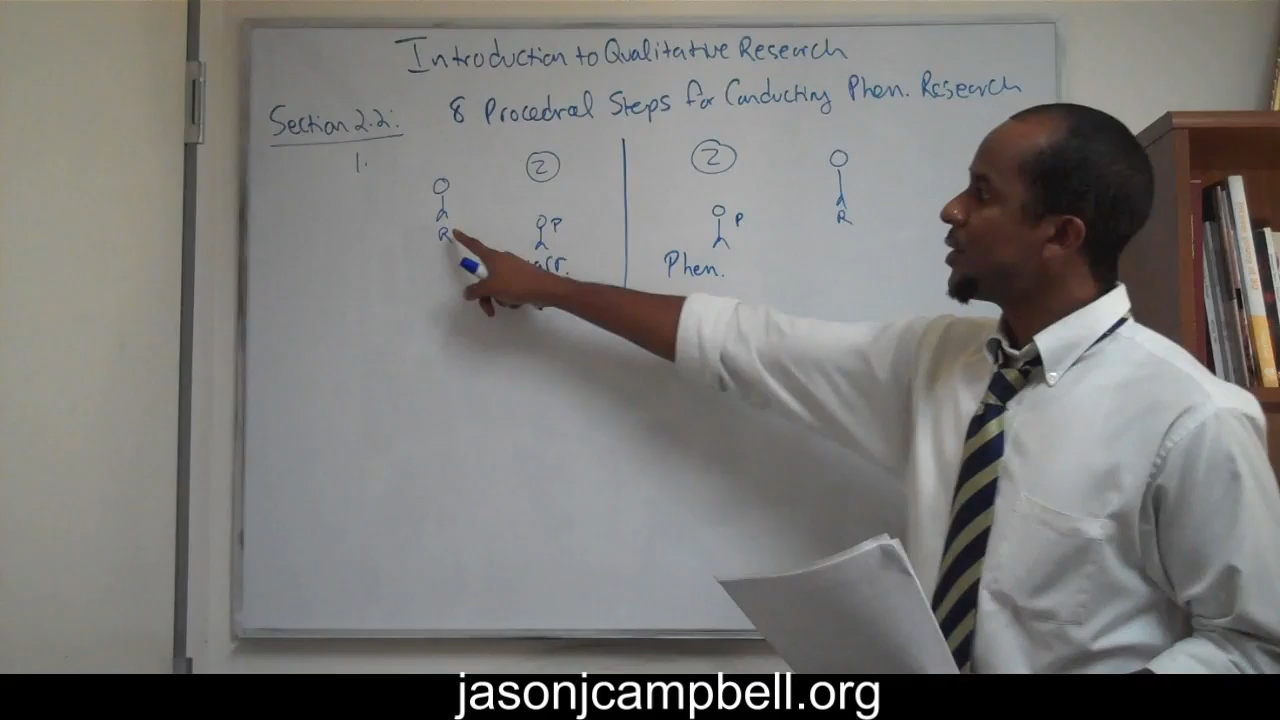 Introduction to Qualitative Research
8 Procedral Steps for Conducting Phen. Research
Section 2.2:
1.
2
2
R
P
P
R
Phen.
jasonjcampbell.org